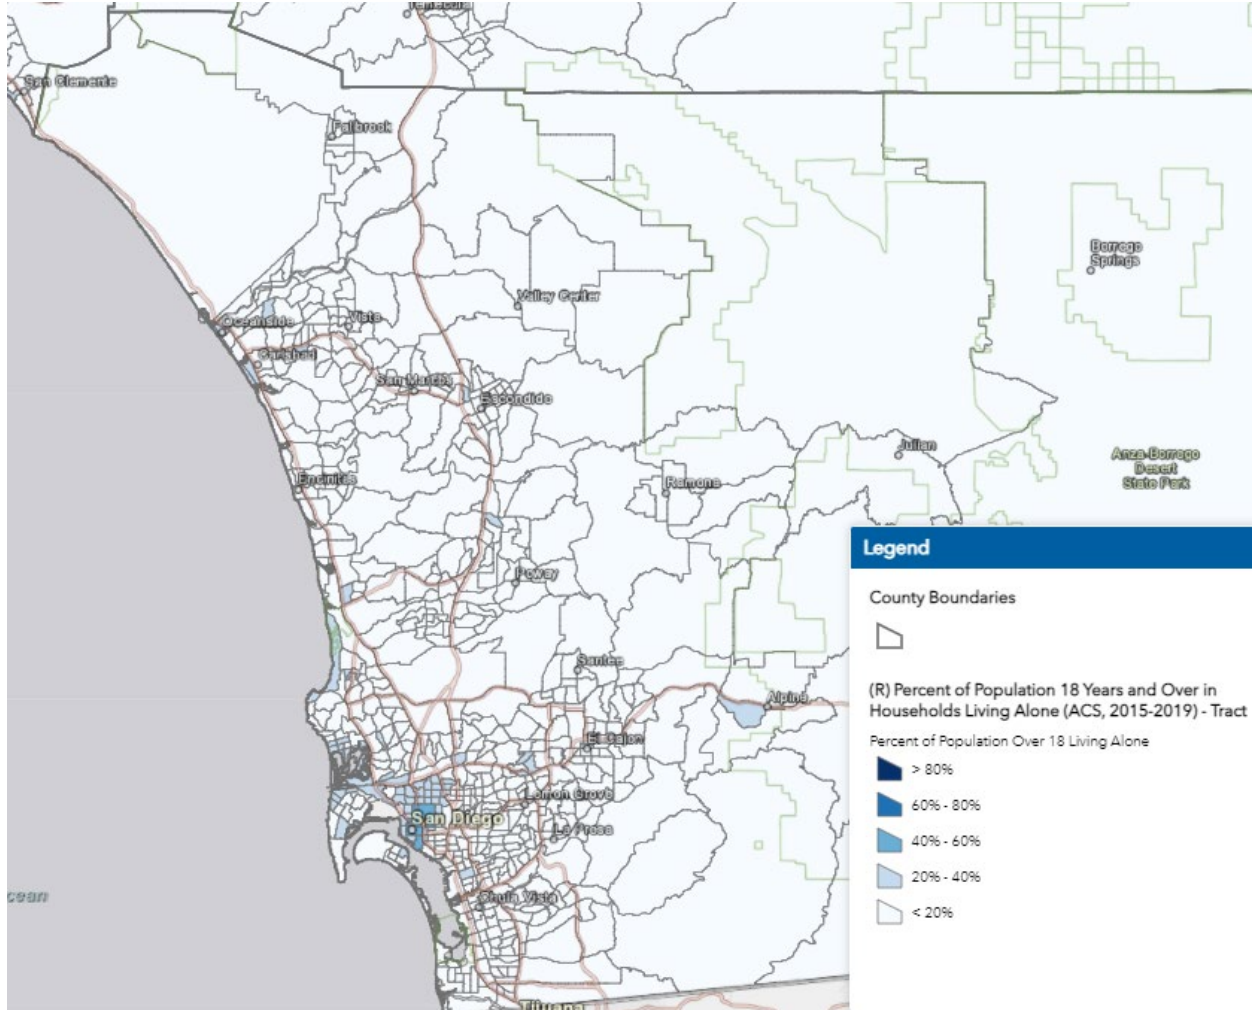 Temecula
San Clemente
Fallbrook
Borrego
Springs
Valley Center
Oceanside
Vista
Carlsbad
San Marcos
Escondido
Julian
Anza-Borrego
Desert
State Park
Encinitas
Ramona
Poway
Santee
Alpine
El Cajon
Lemon Grove
San Diego
La Presa
Chula Vista
cean
Tijuana
Legend
County Boundaries
(R) Percent of Population 18 Years and Over in
Households Living Alone (ACS, 2015-2019) - Tract
Percent of Population Over 18 Living Alone
> 80%
60% - 80%
40% - 60%
20% - 40%
< 20%